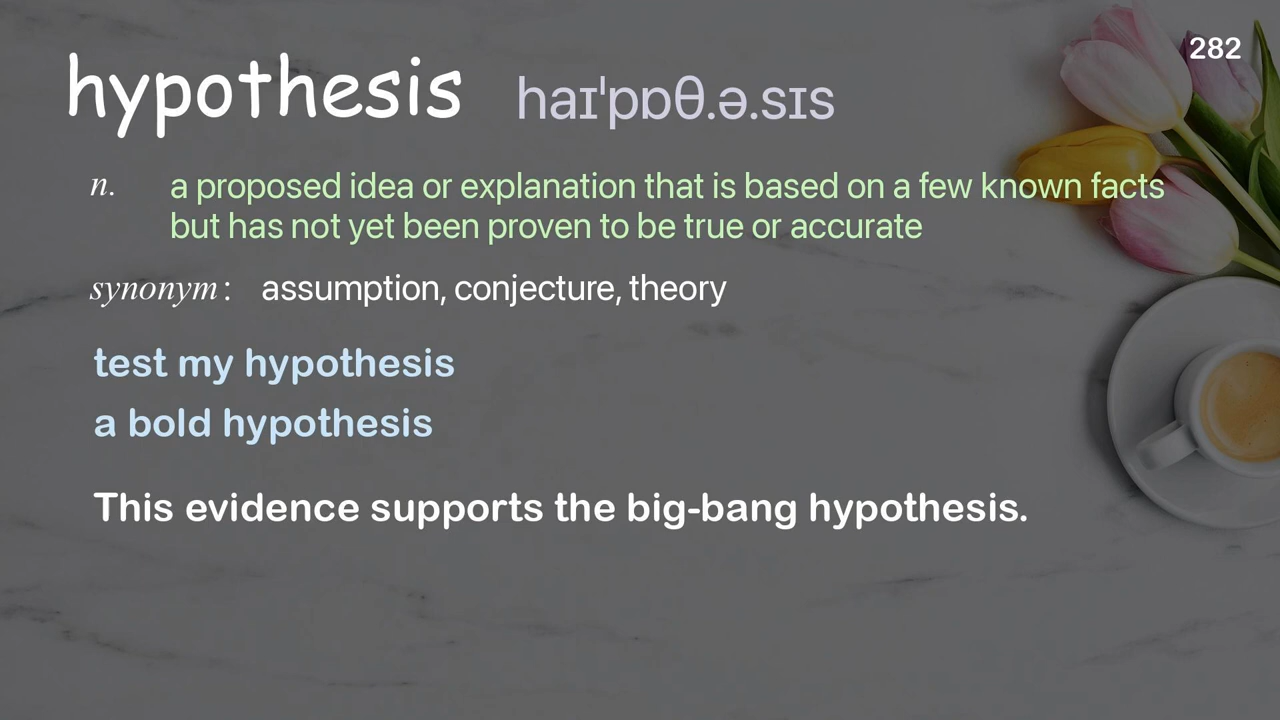 282
hypothesis haɪˈpɒθ.ə.sɪs
n. a proposed idea or explanation that is based on a few known facts
but has not yet been proven to be true or accurate
synonym: assumption, conjecture, theory
test my hypothesis
a bold hypothesis
This evidence supports the big-bang hypothesis.